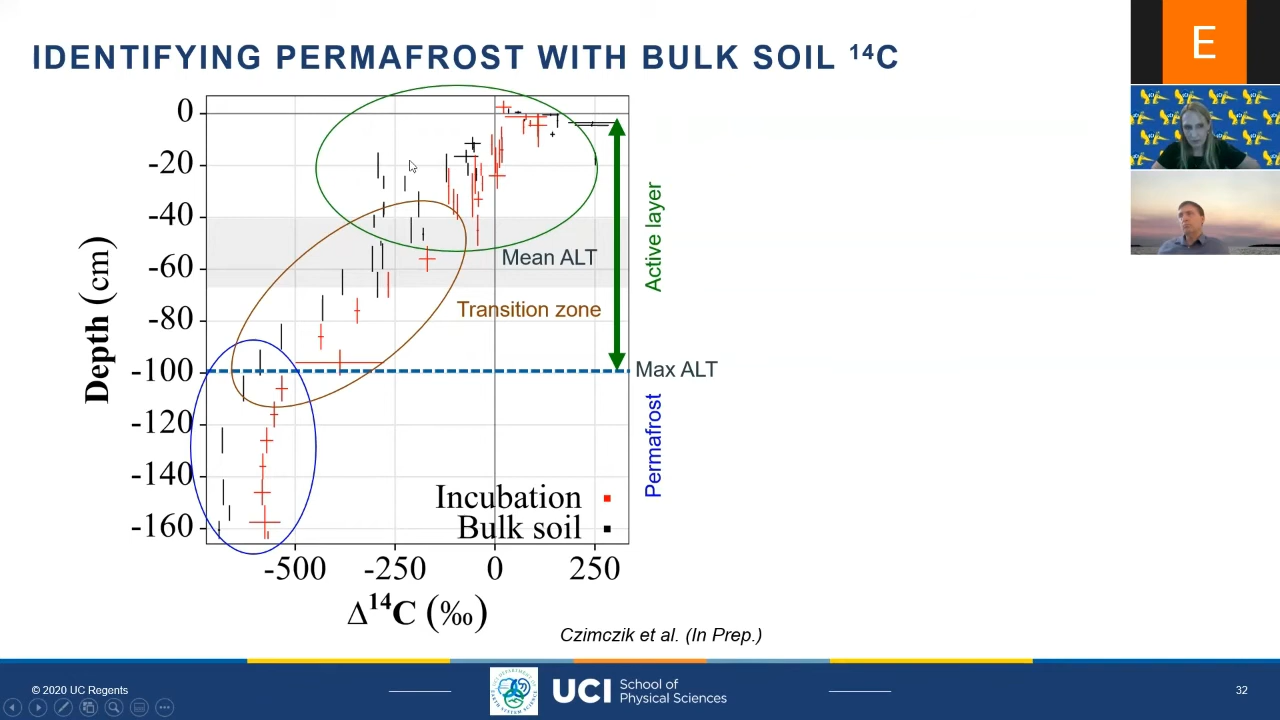 IDENTIFYING PERMAFROST WITH BULK SOIL ¹⁴C
E
0
-20
-40
-60
-80
-100
-120
-140
-160
Depth (cm)
Mean ALT
Transition zone
Max ALT
Active layer
Permafrost
Incubation
Bulk soil
-500 -250 0 250
Δ¹⁴C (‰)
Czimczik et al. (In Prep.)
© 2020 UC Regents
UCI School of
Physical Sciences
32